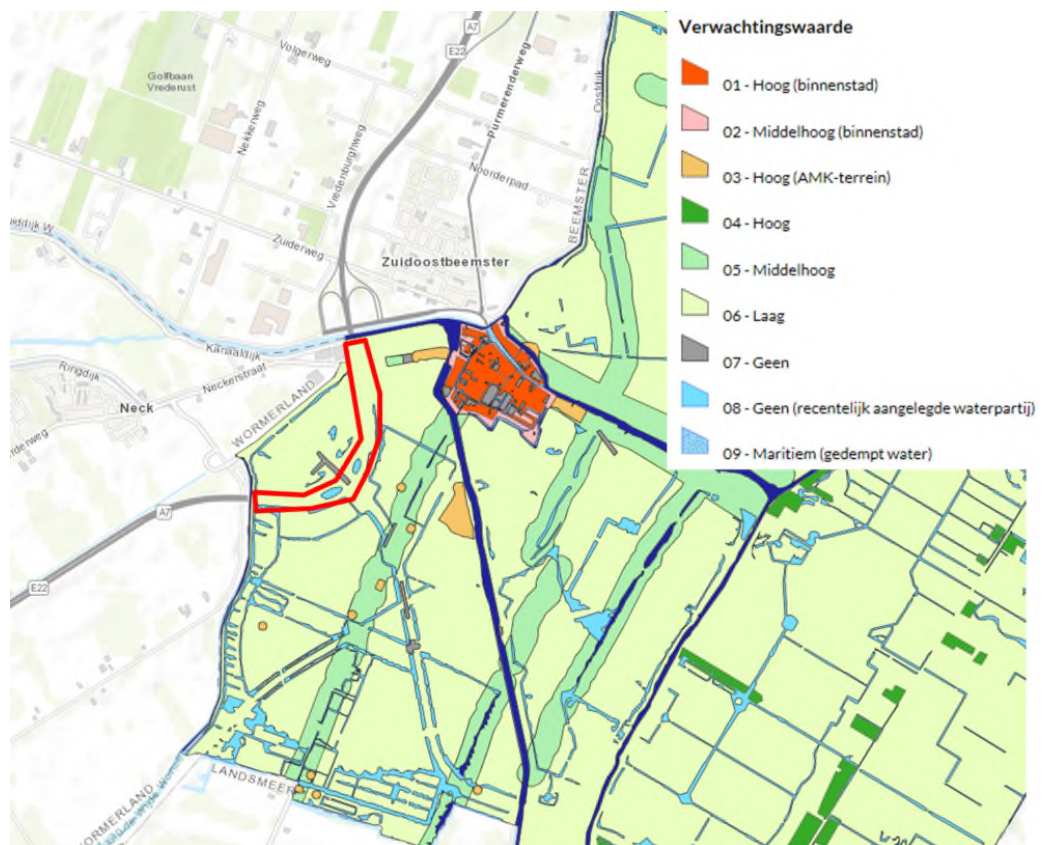 Golfbaan
Vrederust
Volgerweg
A7
E22
Nekkerweg
Vredenburghweg
Purmerenderweg
Oostdijk
Noorderpad
BEEMSTER
Zuiderweg
Zuidoostbeemster
Kanaaldijk
Neckerstraat
Ringdijk
Neck
WORMERLAND
A7
E22
LANDSMEER
WORMERLAND
Verwachtingswaarde
01 - Hoog (binnenstad)
02 - Middelhoog (binnenstad)
03 - Hoog (AMK-terrein)
04 - Hoog
05 - Middelhoog
06 - Laag
07 - Geen
08 - Geen (recentelijk aangelegde waterpartij)
09 - Maritiem (gedempt water)